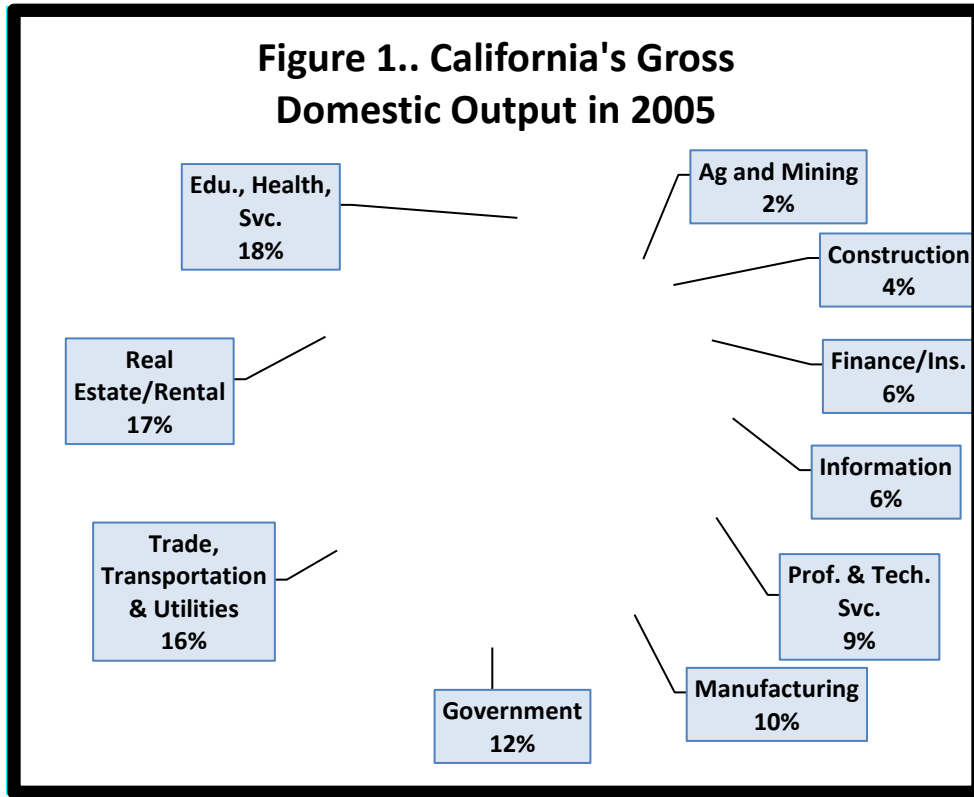 Figure 1.. California's Gross
Domestic Output in 2005
Edu., Health,
Svc.
18%
Ag and Mining
2%
Construction
4%
Real
Estate/Rental
17%
Finance/Ins.
6%
Information
6%
Trade,
Transportation
& Utilities
16%
Prof. & Tech.
Svc.
9%
Manufacturing
10%
Government
12%